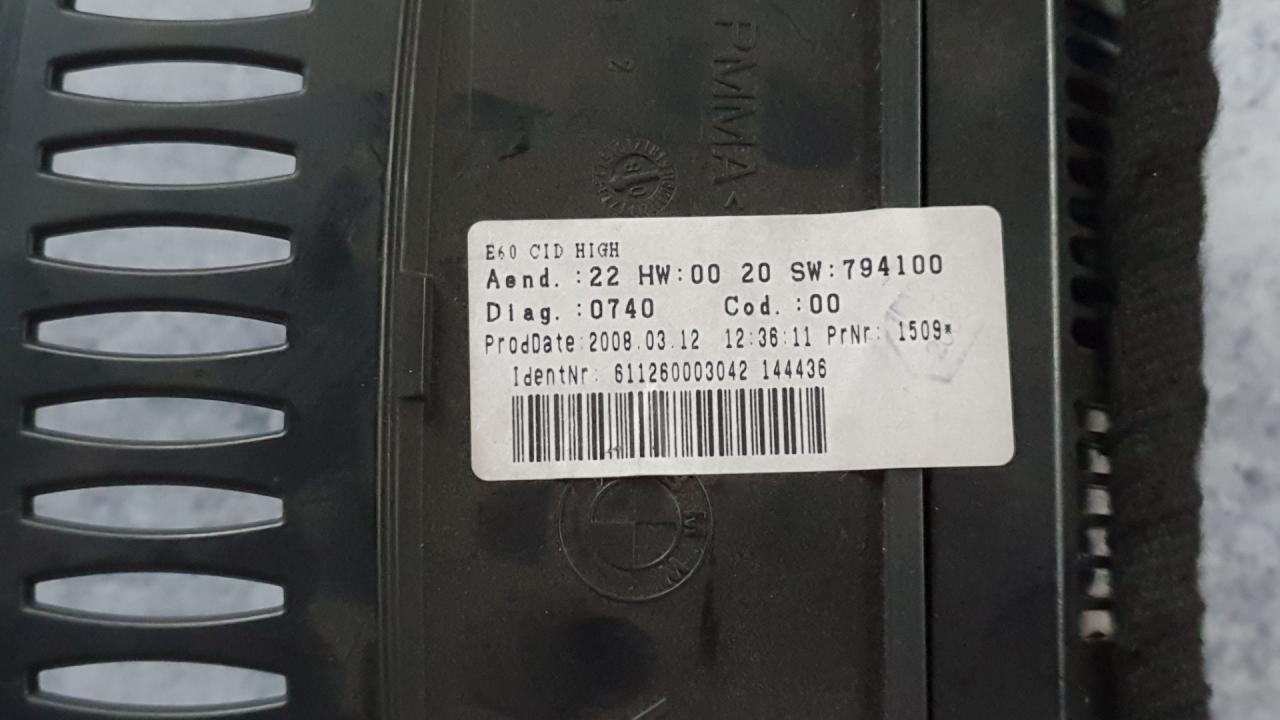 PMMA <
E60 CID HIGH
Aend. :22 HW:00 20 SW:794100
Diag. :0740 Cod. :00
ProdDate:2008.03.12 12:36:11 PrNr: 1509*
IdentNr: 611260003042 144436
BMW